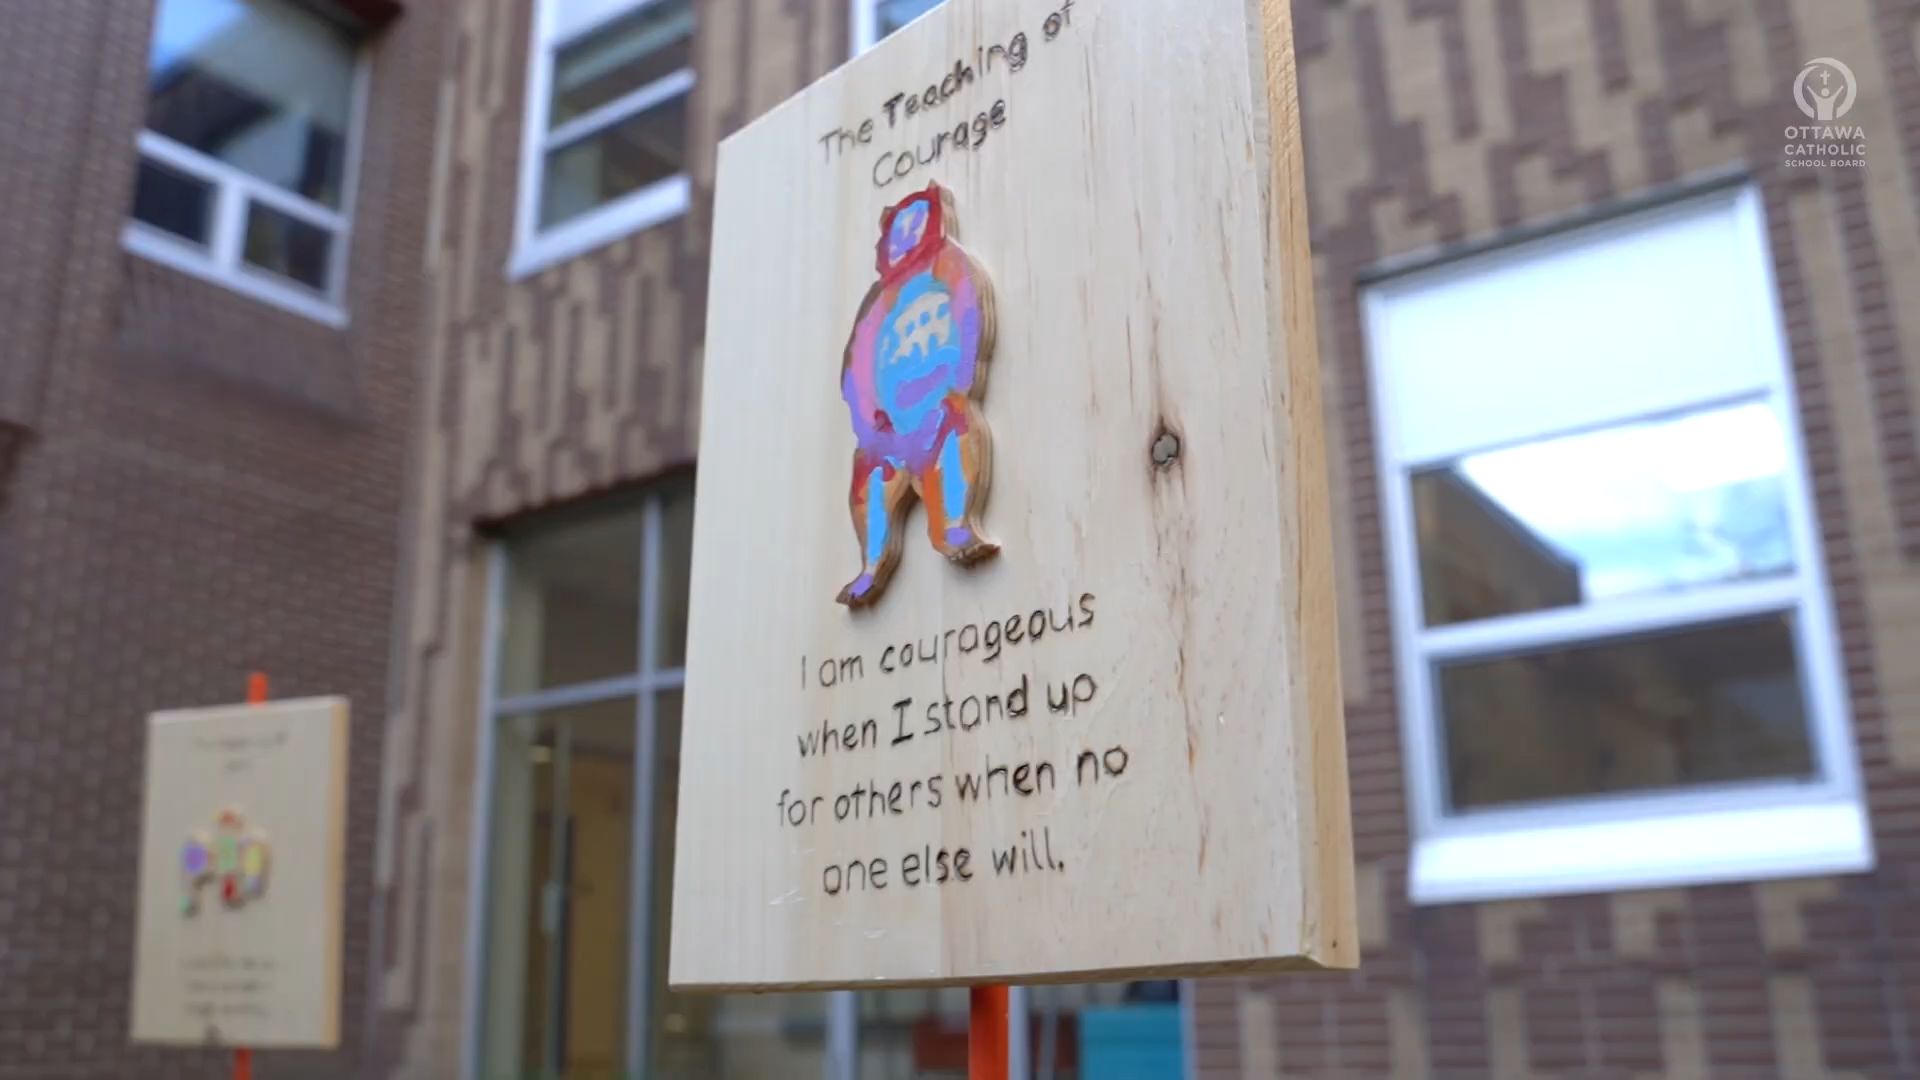 The Teaching of
Courage
I am courageous
when I stand up
for others when no
one else will.
OTTAWA
CATHOLIC
SCHOOL BOARD